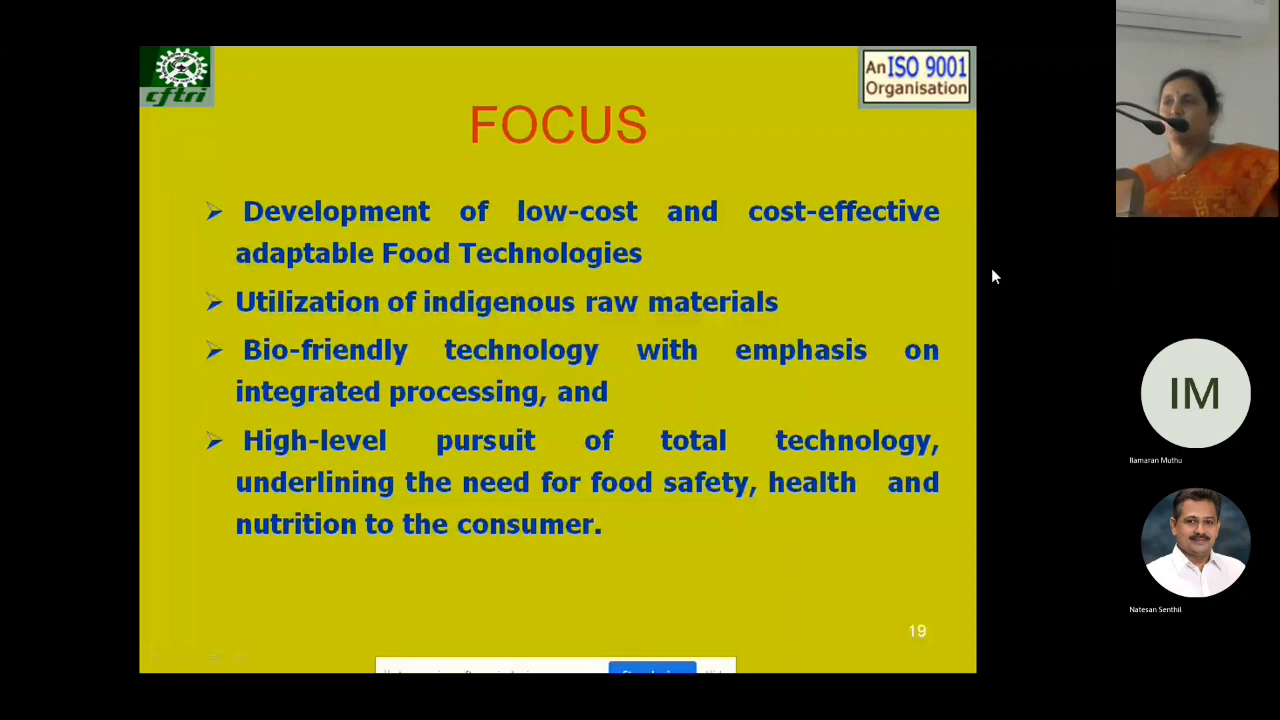 cftri
An ISO 9001
Organisation
FOCUS
➢ Development of low-cost and cost-effective
adaptable Food Technologies
➢ Utilization of indigenous raw materials
➢ Bio-friendly technology with emphasis on
integrated processing, and
➢ High-level pursuit of total technology,
underlining the need for food safety, health and
nutrition to the consumer.
19
IM
Ilamaran Muthu
Natesan Senthil